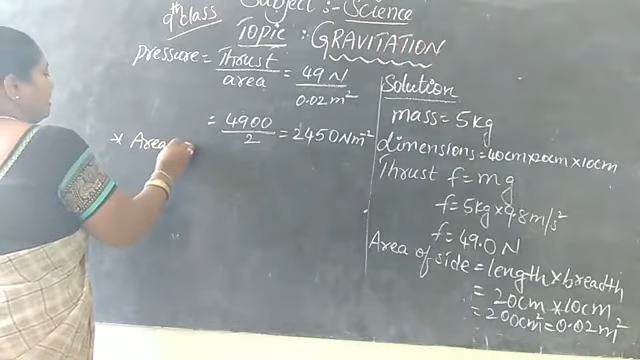 9th class
Subject :- Science
Topic : GRAVITATION
Pressure = Thrust / area = 49 N / 0.02 m²
= 4900 / 2 = 2450 Nm⁻²
* Area
Solution
mass = 5kg
dimensions = 40cm x 20cm x 10cm
Thrust f = mg
f = 5kg x 9.8 m/s²
f = 49.0 N
Area of side = length x breadth
= 20cm * 10cm
= 200cm² = 0.02 m²